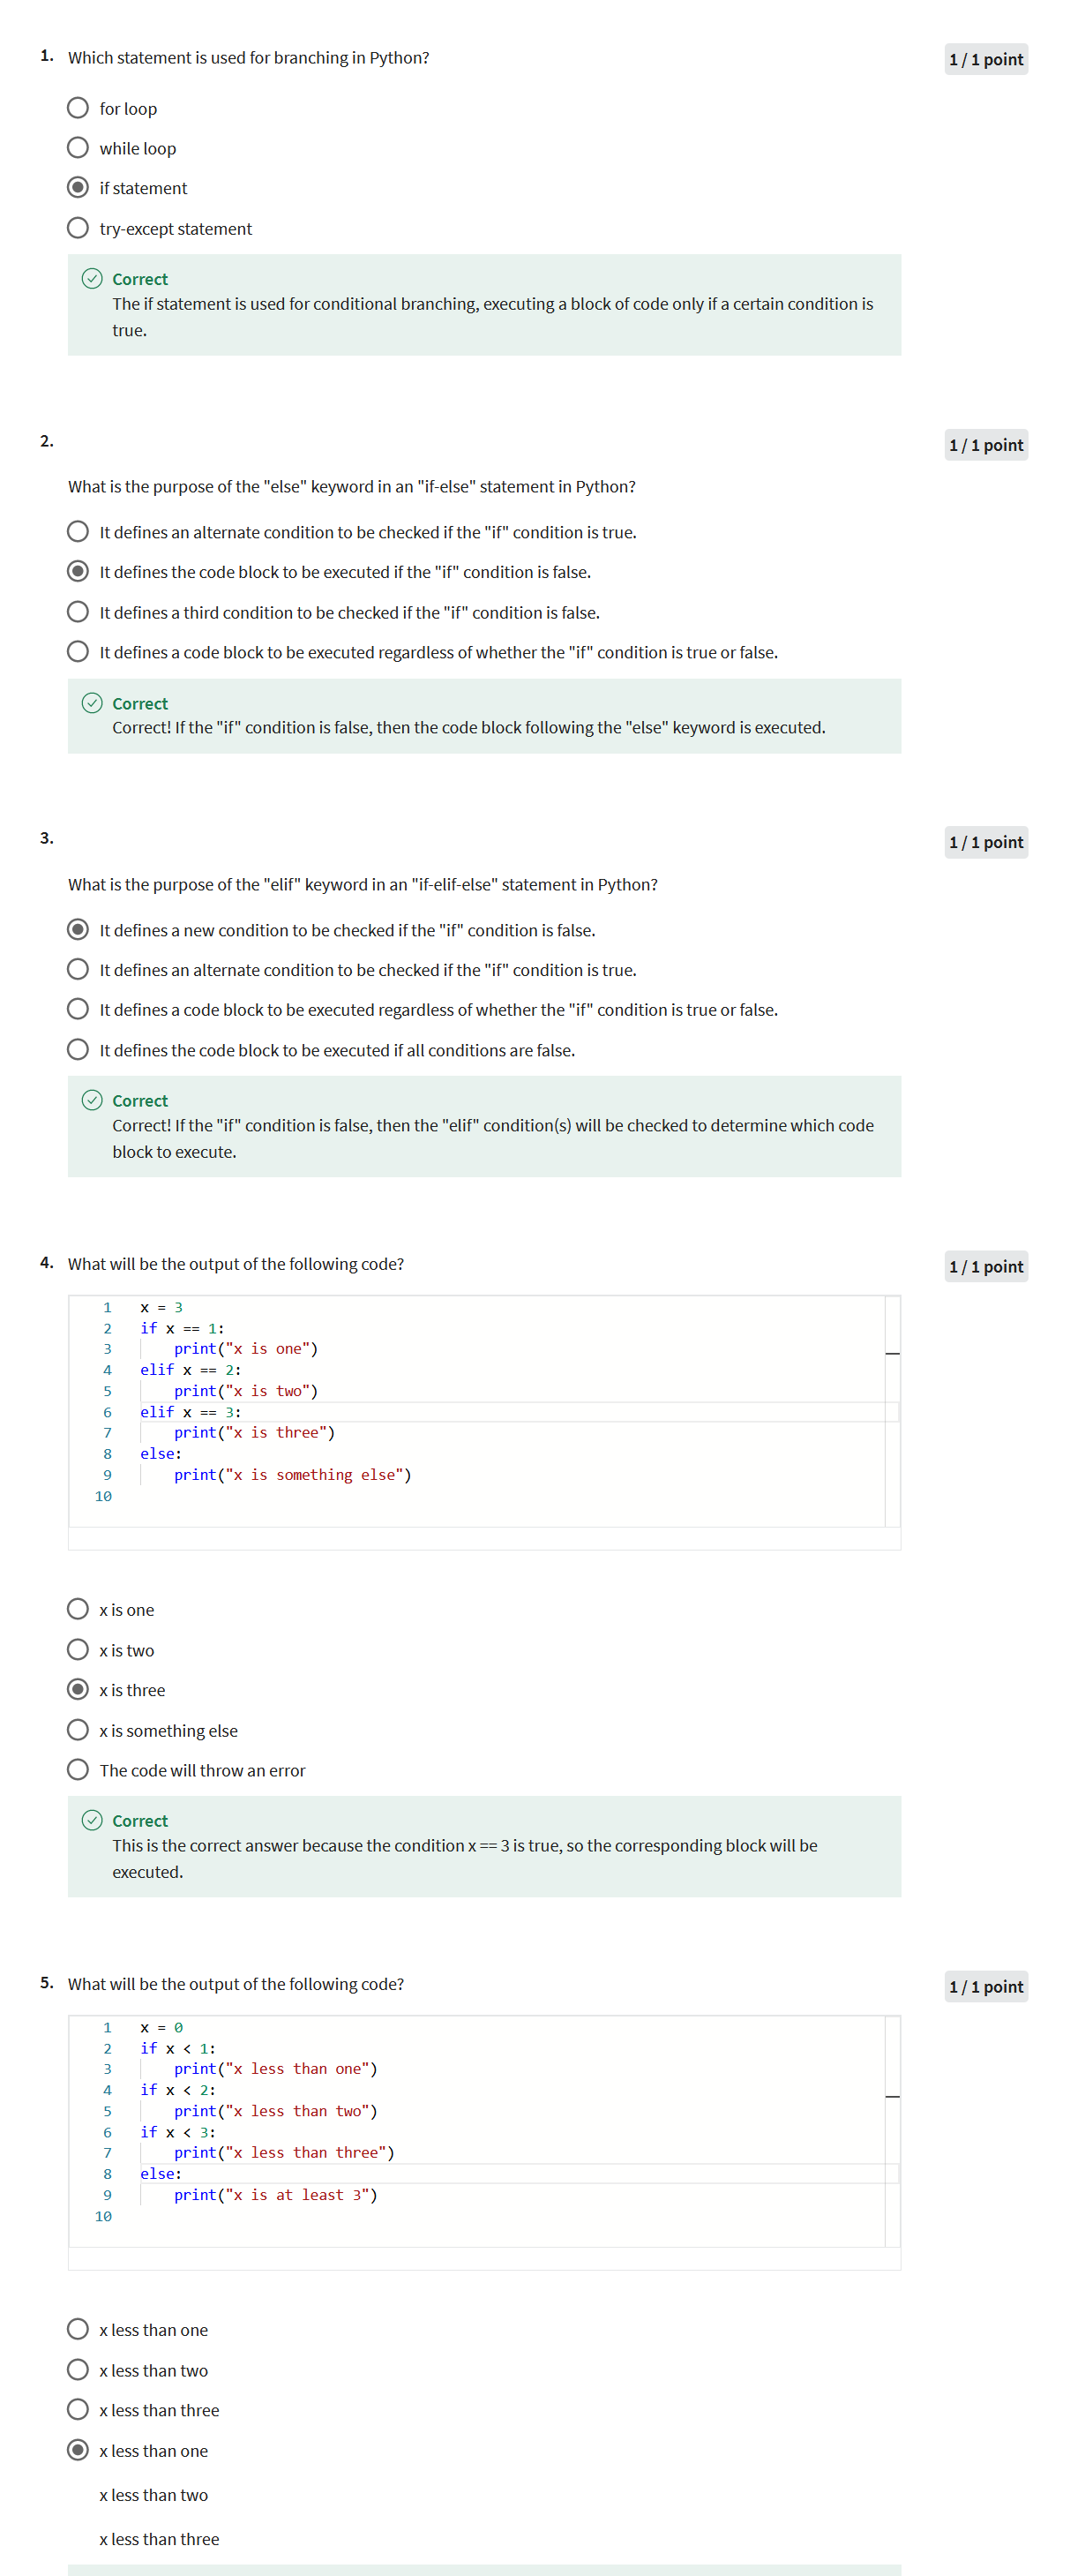 1. Which statement is used for branching in Python?
1 / 1 point
for loop
while loop
if statement
try-except statement
Correct
The if statement is used for conditional branching, executing a block of code only if a certain condition is
true.
2.
1 / 1 point
What is the purpose of the "else" keyword in an "if-else" statement in Python?
It defines an alternate condition to be checked if the "if" condition is true.
It defines the code block to be executed if the "if" condition is false.
It defines a third condition to be checked if the "if" condition is false.
It defines a code block to be executed regardless of whether the "if" condition is true or false.
Correct
Correct! If the "if" condition is false, then the code block following the "else" keyword is executed.
3.
1 / 1 point
What is the purpose of the "elif" keyword in an "if-elif-else" statement in Python?
It defines a new condition to be checked if the "if" condition is false.
It defines an alternate condition to be checked if the "if" condition is true.
It defines a code block to be executed regardless of whether the "if" condition is true or false.
It defines the code block to be executed if all conditions are false.
Correct
Correct! If the "if" condition is false, then the "elif" condition(s) will be checked to determine which code
block to execute.
4. What will be the output of the following code?
1 / 1 point
1 x = 3
2 if x == 1:
3     print("x is one")
4 elif x == 2:
5     print("x is two")
6 elif x == 3:
7     print("x is three")
8 else:
9     print("x is something else")
10
x is one
x is two
x is three
x is something else
The code will throw an error
Correct
This is the correct answer because the condition x == 3 is true, so the corresponding block will be
executed.
5. What will be the output of the following code?
1 / 1 point
1 x = 0
2 if x < 1:
3     print("x less than one")
4 if x < 2:
5     print("x less than two")
6 if x < 3:
7     print("x less than three")
8 else:
9     print("x is at least 3")
10
x less than one
x less than two
x less than three
x less than one
x less than two
x less than three